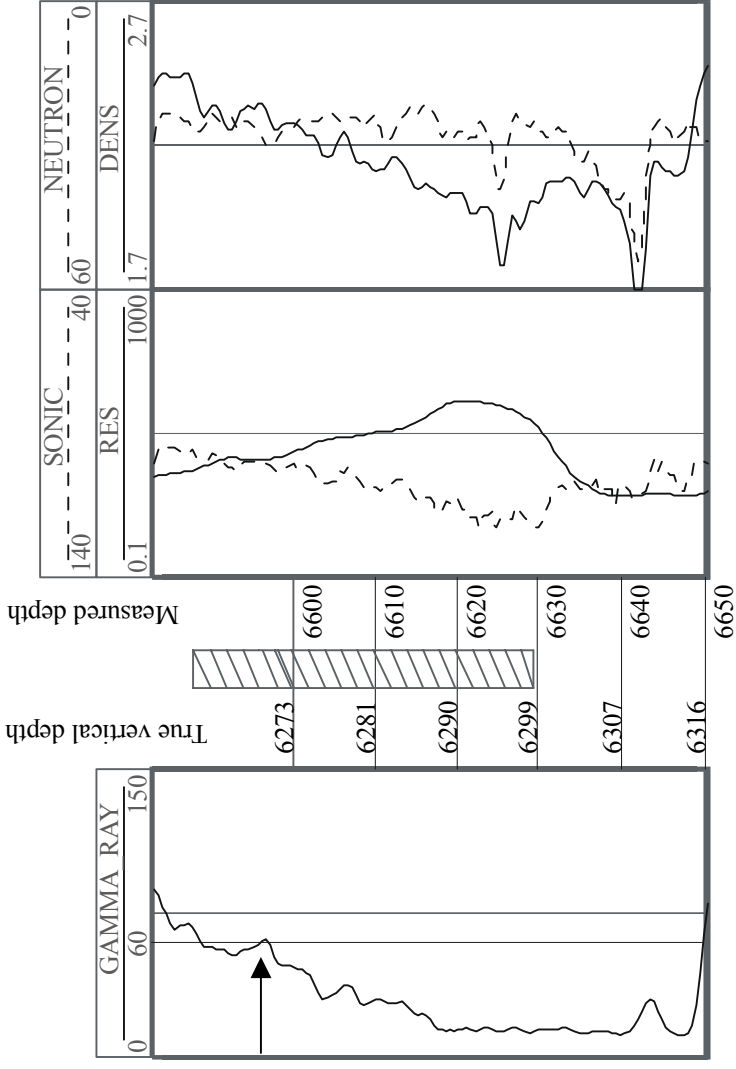 GAMMA RAY
0 60 150
True vertical depth
6273
6281
6290
6299
6307
6316
Measured depth
6600
6610
6620
6630
6640
6650
SONIC
140 40
RES
0.1 1000
NEUTRON
60 0
DENS
1.7 2.7